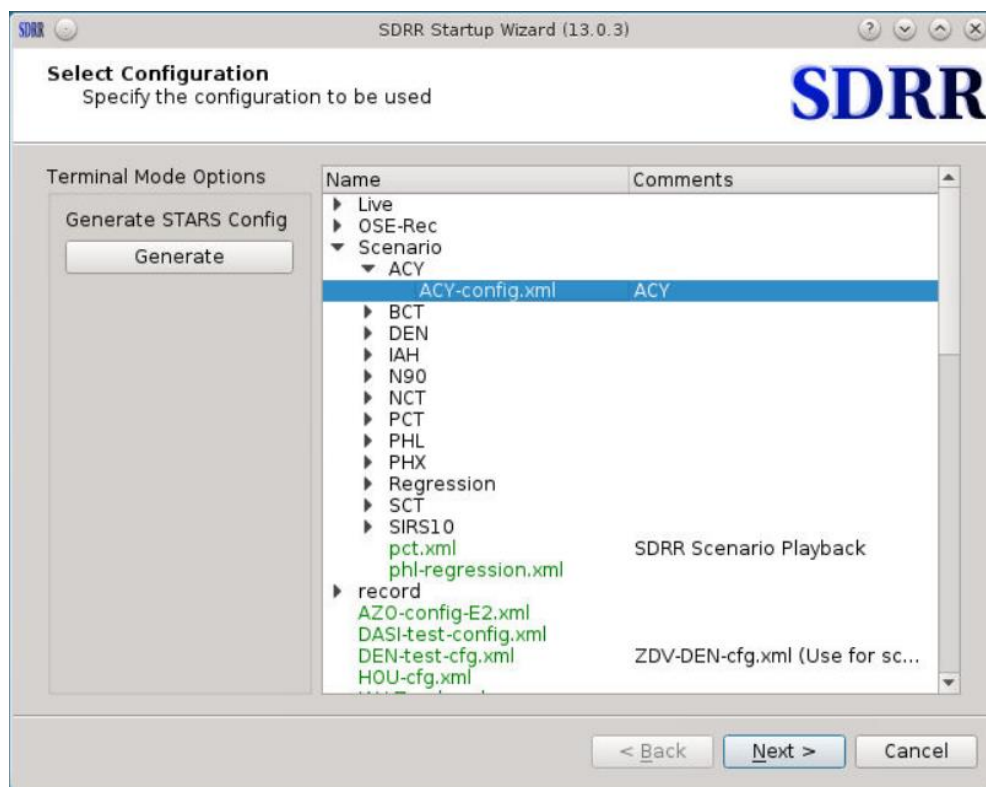 SDRR SDRR Startup Wizard (13.0.3)
Select Configuration
Specify the configuration to be used
SDRR
Terminal Mode Options
Generate STARS Config
Generate
Name Comments
Live
OSE-Rec
Scenario
ACY
ACY-config.xml ACY
BCT
DEN
IAH
N90
NCT
PCT
PHL
PHX
Regression
SCT
SIRS10
pct.xml SDRR Scenario Playback
phl-regression.xml
record
AZO-config-E2.xml
DASI-test-config.xml
DEN-test-cfg.xml ZDV-DEN-cfg.xml (Use for sc...
HOU-cfg.xml
< Back Next > Cancel